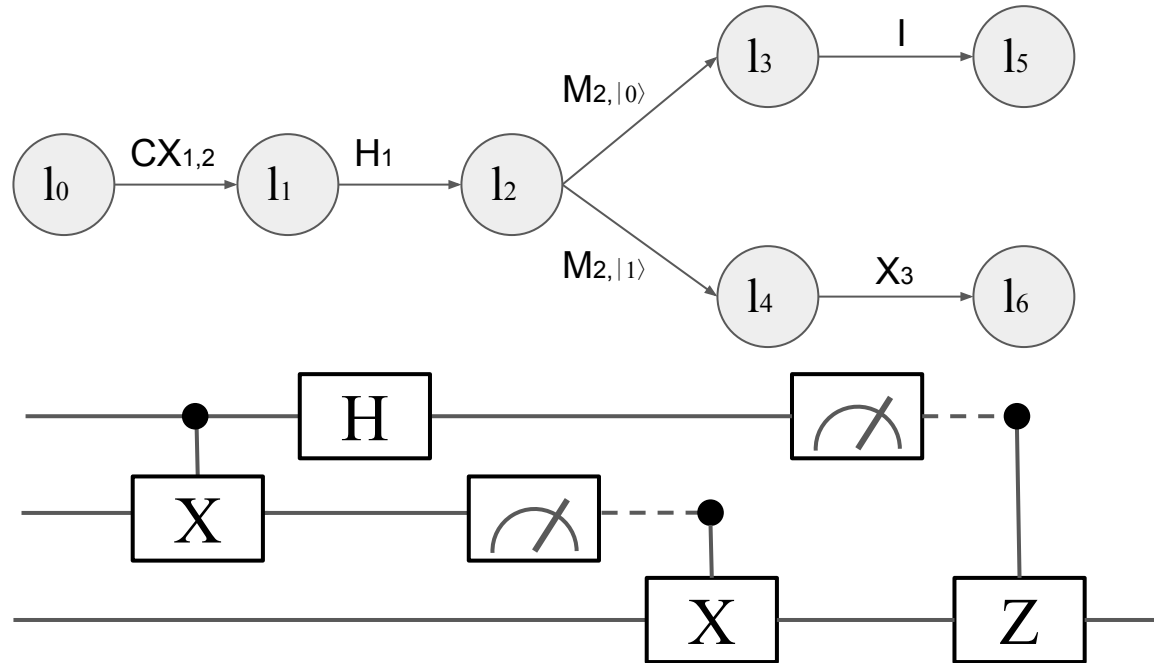 I
l3 l5
M2,|0⟩
CX1,2 H1
l0 l1 l2
M2,|1⟩
X3
l4 l6
H
X
X Z